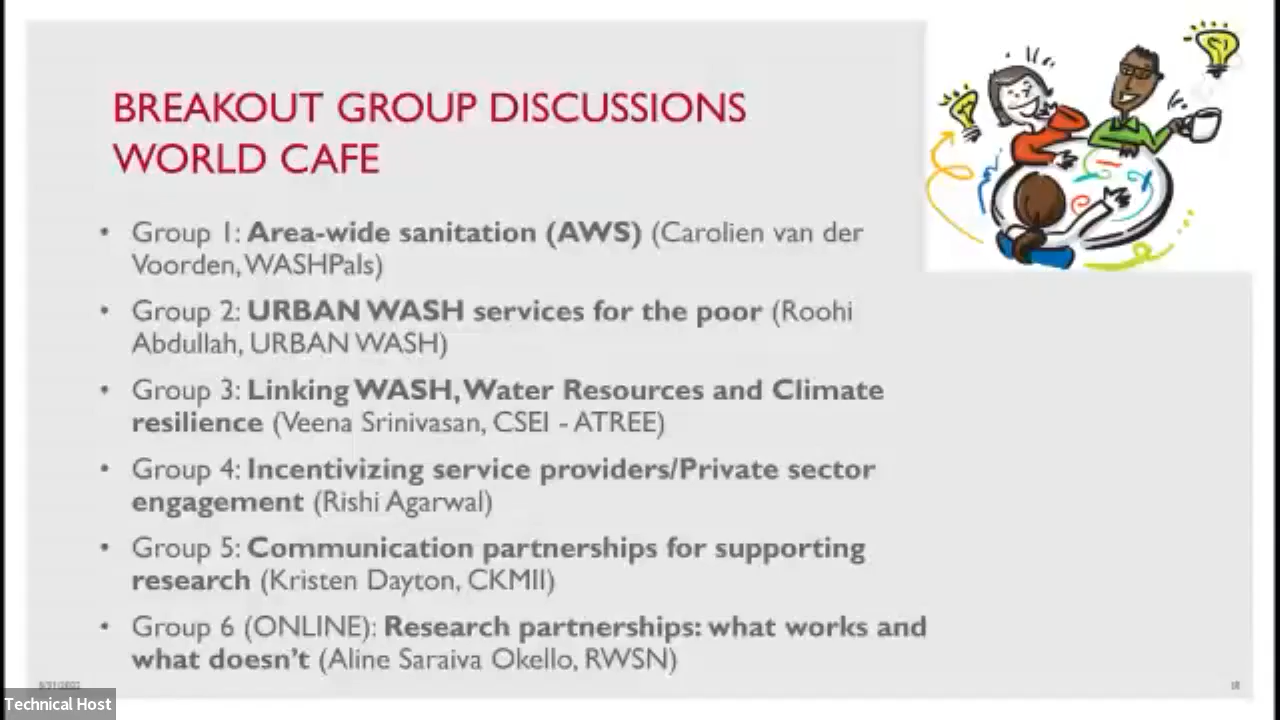 BREAKOUT GROUP DISCUSSIONS
WORLD CAFE
• Group 1: Area-wide sanitation (AWS) (Carolien van der
Voorden, WASHPals)
• Group 2: URBAN WASH services for the poor (Roohi
Abdullah, URBAN WASH)
• Group 3: Linking WASH, Water Resources and Climate
resilience (Veena Srinivasan, CSEI - ATREE)
• Group 4: Incentivizing service providers/Private sector
engagement (Rishi Agarwal)
• Group 5: Communication partnerships for supporting
research (Kristen Dayton, CKMII)
• Group 6 (ONLINE): Research partnerships: what works and
what doesn't (Aline Saraiva Okello, RWSN)
Technical Host